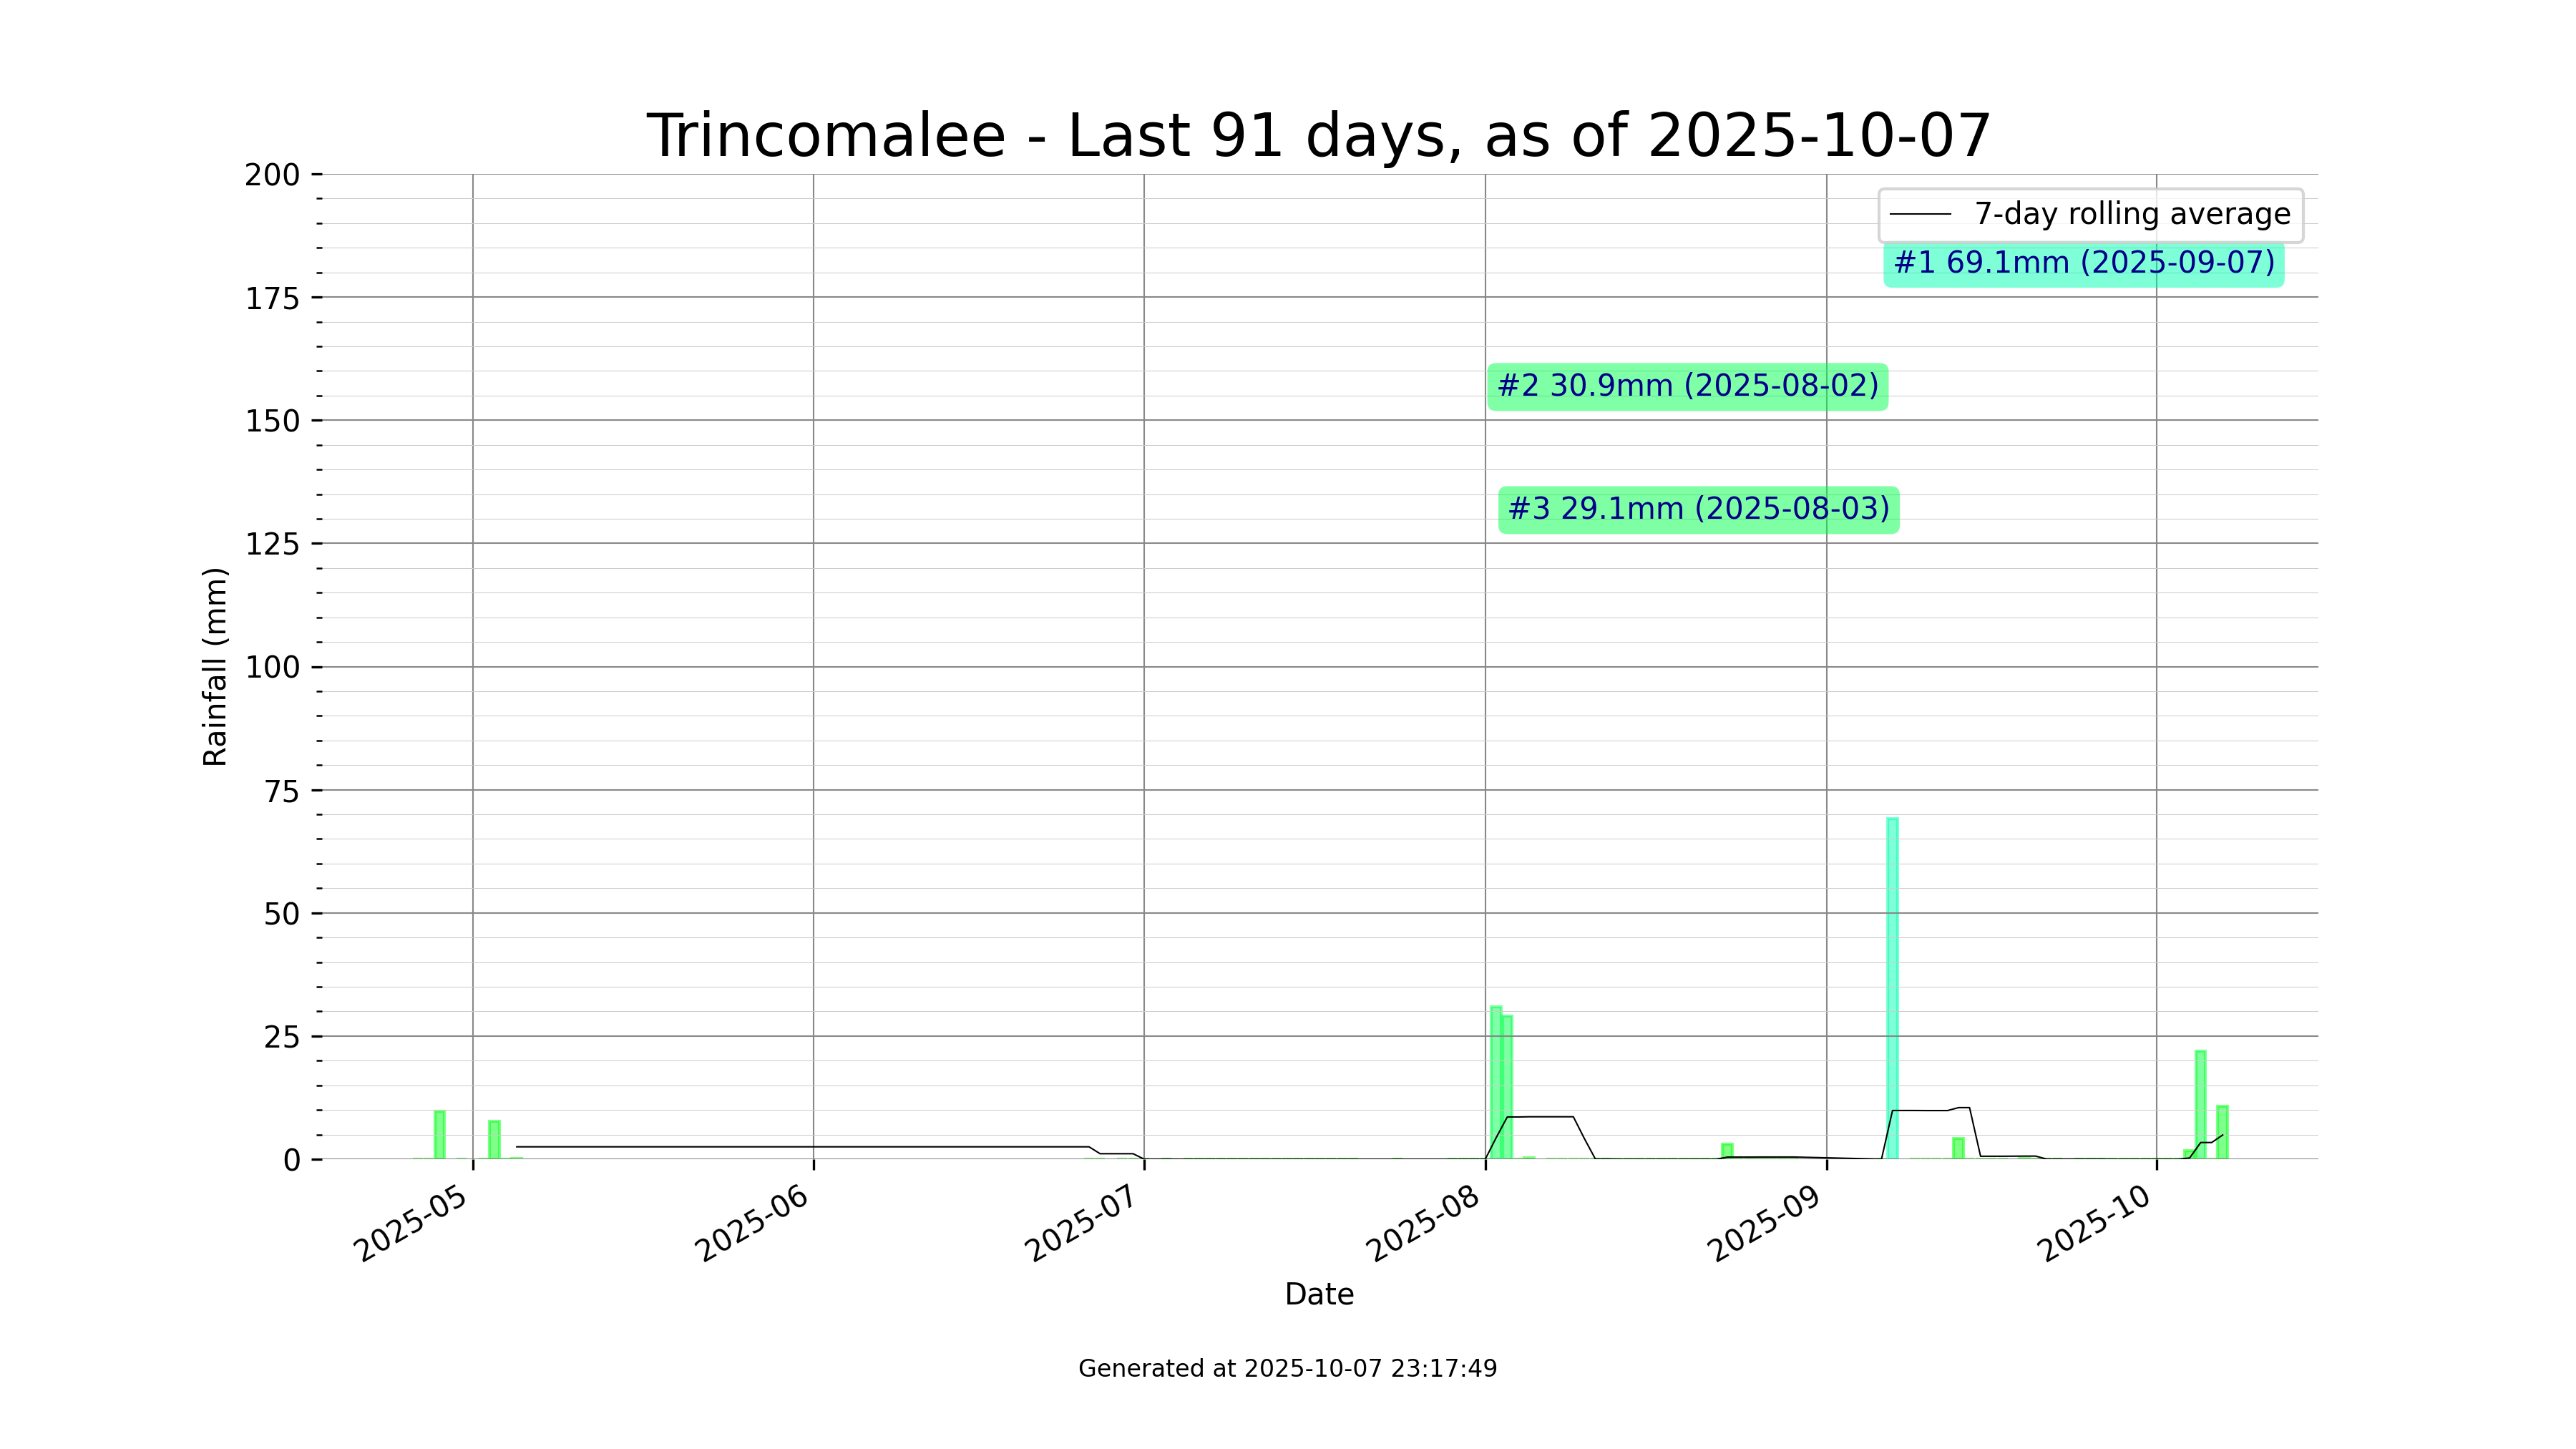 Trincomalee - Last 91 days, as of 2025-10-07
200
175
150
125
100
75
50
25
0
Rainfall (mm)
7-day rolling average
#1 69.1mm (2025-09-07)
#2 30.9mm (2025-08-02)
#3 29.1mm (2025-08-03)
2025-05
2025-06
2025-07
2025-08
2025-09
2025-10
Date
Generated at 2025-10-07 23:17:49